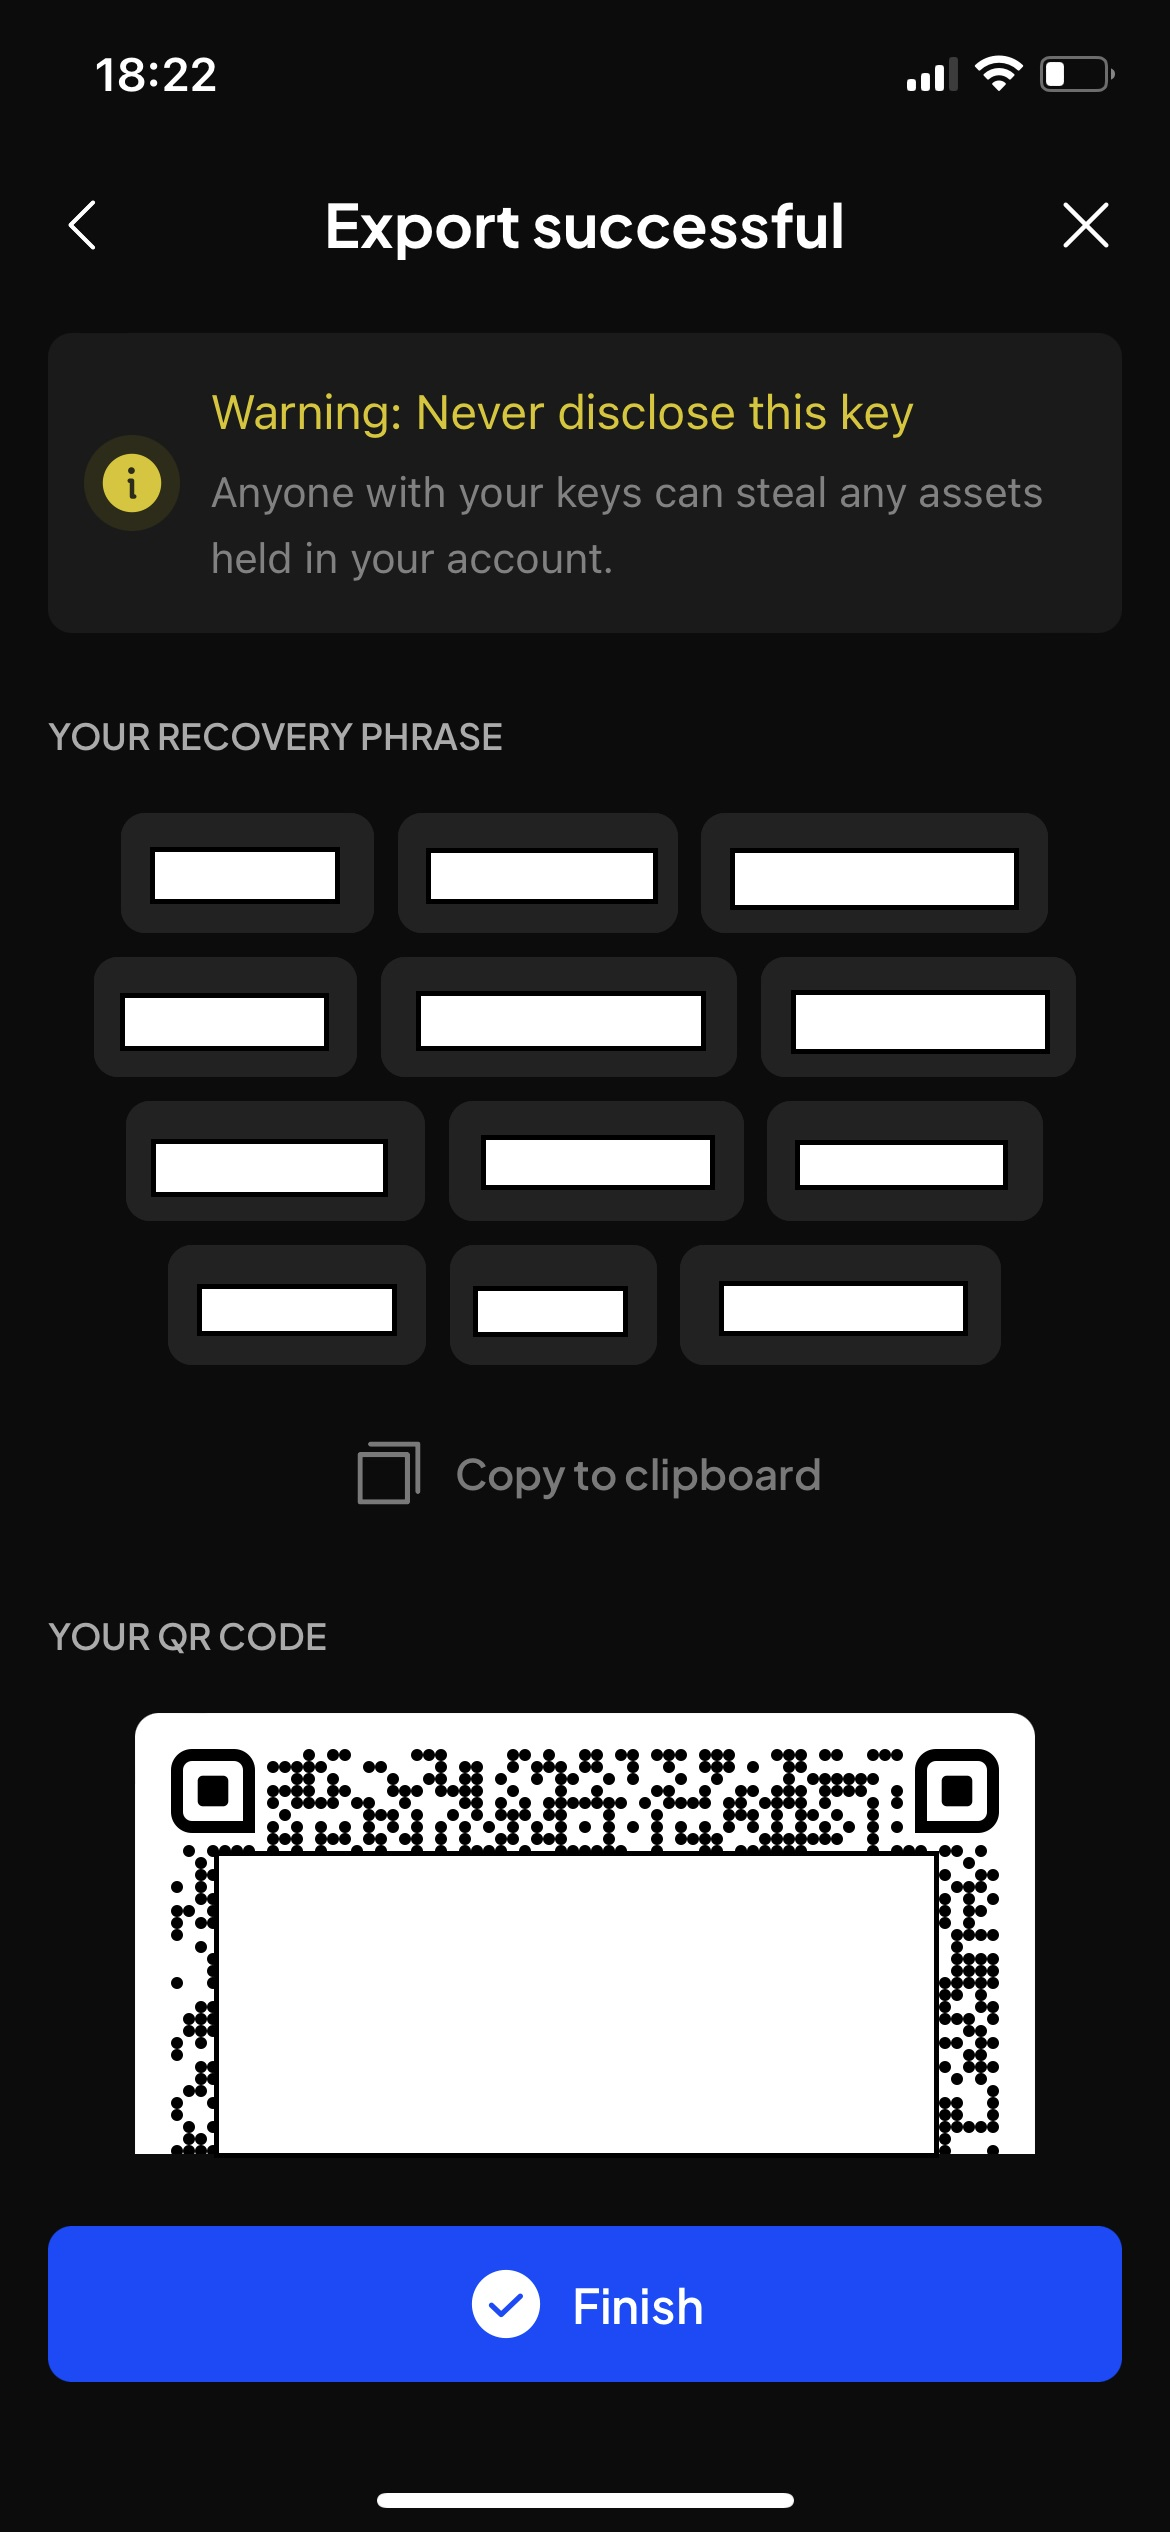 18:22
Export successful
Warning: Never disclose this key
Anyone with your keys can steal any assets
held in your account.
YOUR RECOVERY PHRASE
Copy to clipboard
YOUR QR CODE
Finish